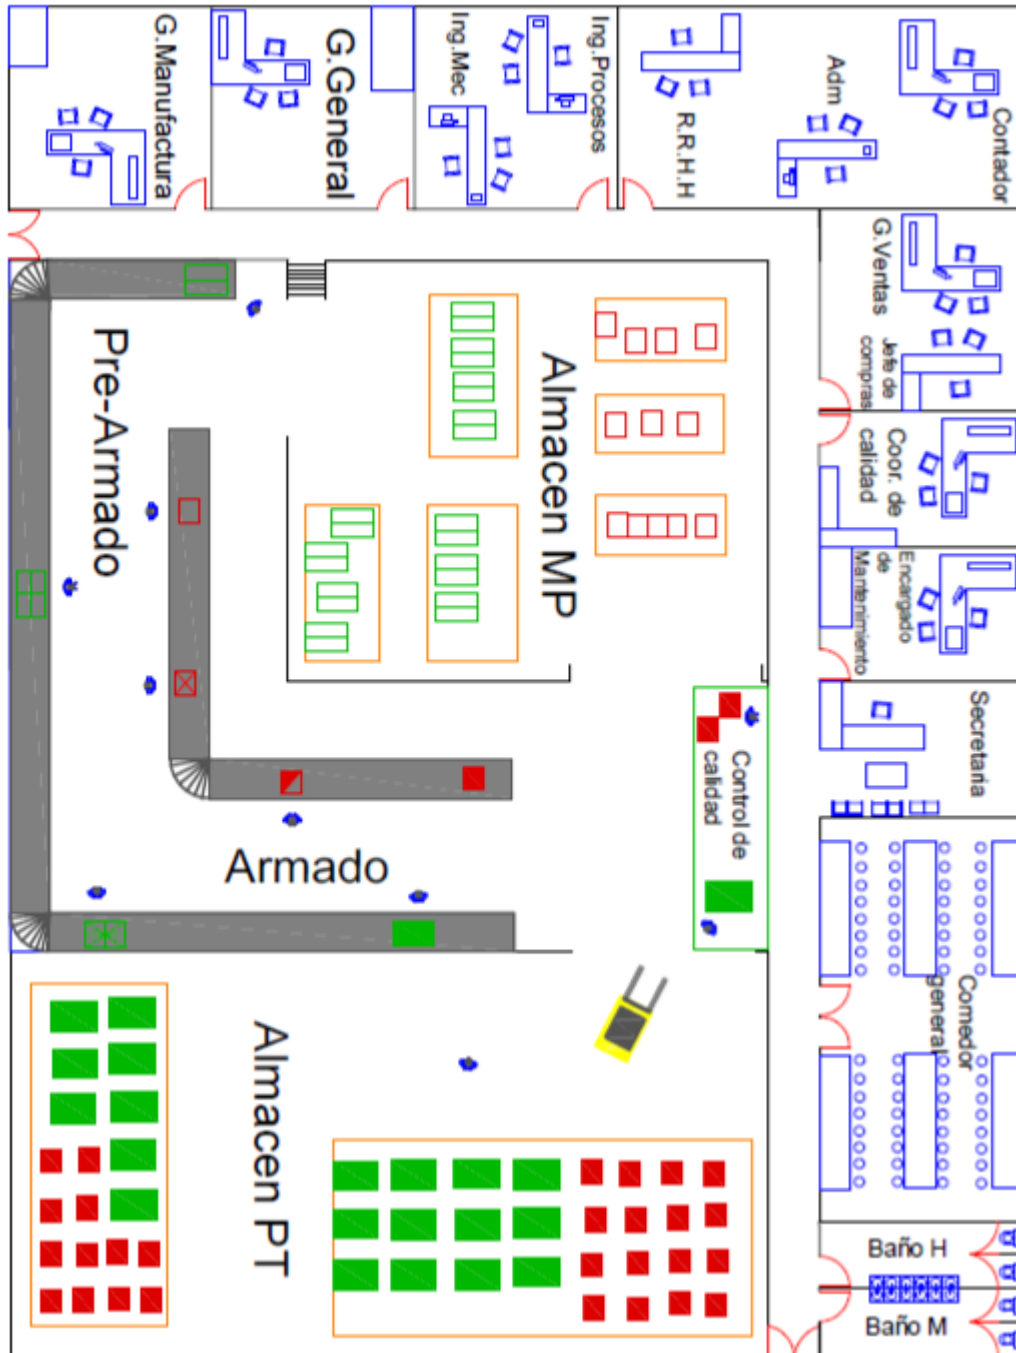 G.Manufactura
G.General
Ing.Mec
Ing.Procesos
R.R.H.H
Adm
Contador
G.Ventas
Jefe de
compras
Coor. de
calidad
Encargado
de
Mantenimiento
Secretaria
Pre-Armado
Almacen MP
Control de
calidad
Armado
Comedor
general
Almacen PT
Baño H
Baño M